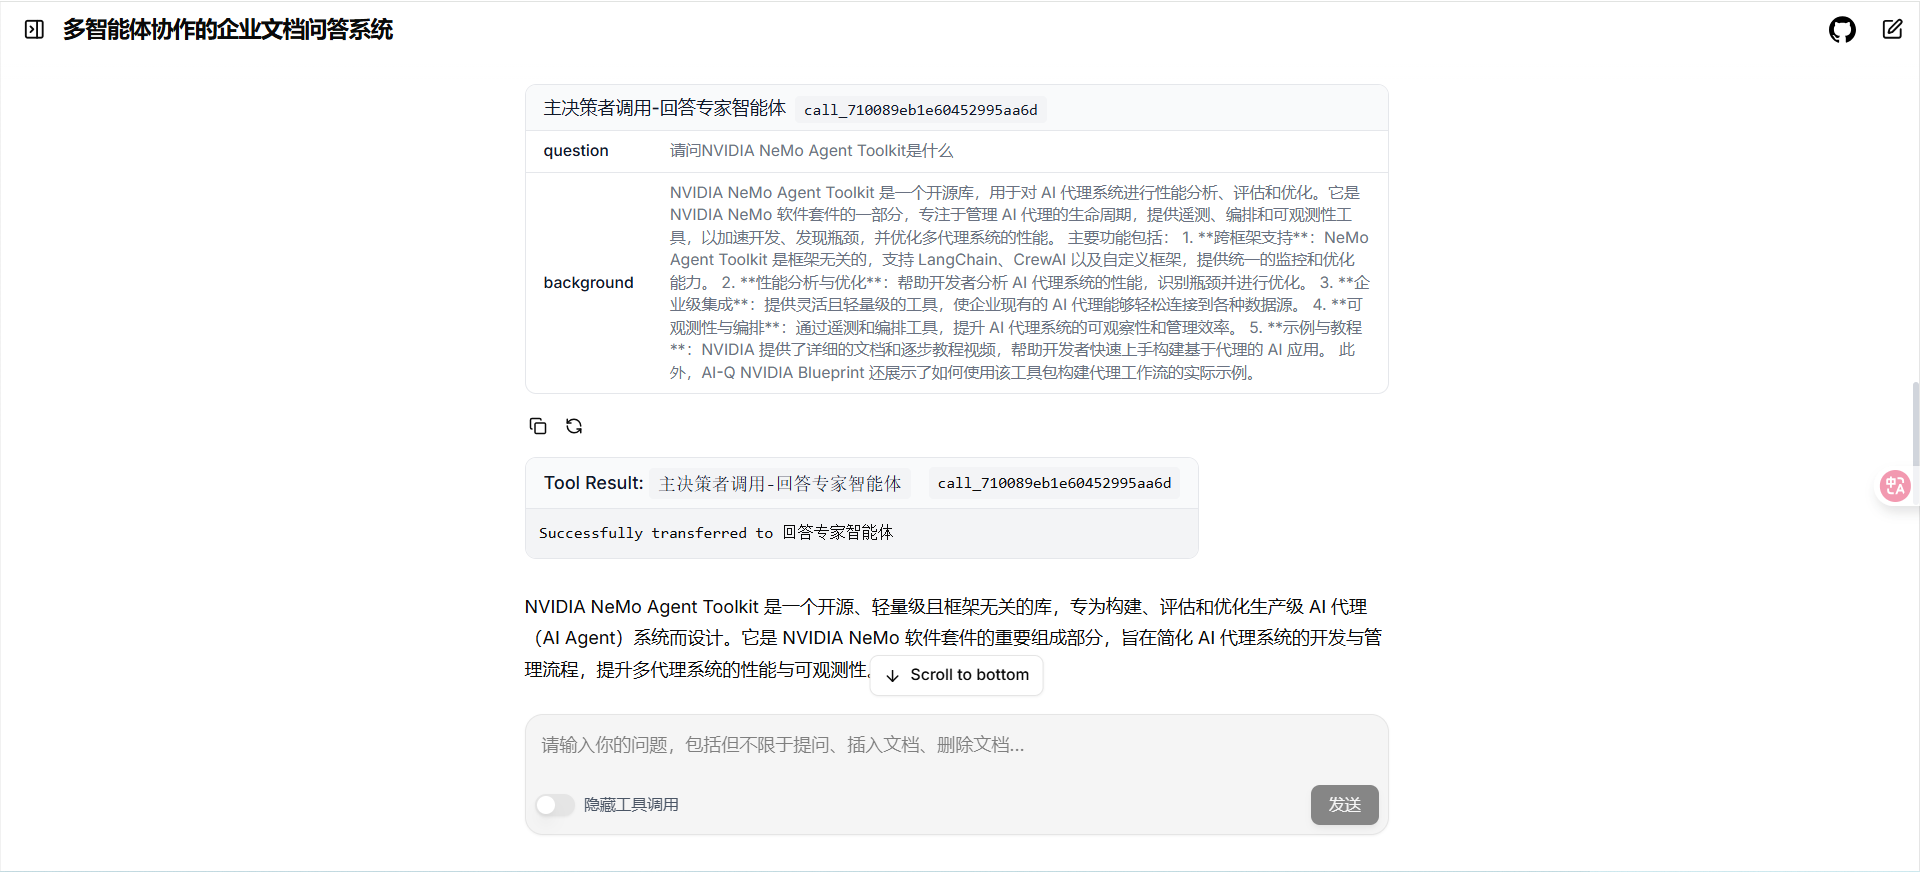 多智能体协作的企业文档问答系统
主决策者调用-回答专家智能体 call_710089eb1e60452995aa6d
question 请问NVIDIA NeMo Agent Toolkit是什么
background
NVIDIA NeMo Agent Toolkit 是一个开源库，用于对 AI 代理系统进行性能分析、评估和优化。它是
NVIDIA NeMo 软件套件的一部分，专注于管理 AI 代理的生命周期，提供遥测、编排和可观测性工
具，以加速开发、发现瓶颈，并优化多代理系统的性能。 主要功能包括： 1. **跨框架支持**：NeMo
Agent Toolkit 是框架无关的，支持 LangChain、CrewAI 以及自定义框架，提供统一的监控和优化
能力。 2. **性能分析与优化**：帮助开发者分析 AI 代理系统的性能，识别瓶颈并进行优化。 3. **企
业级集成**：提供灵活且轻量级的工具，使企业现有的 AI 代理能够轻松连接到各种数据源。 4. **可
观测性与编排**：通过遥测和编排工具，提升 AI 代理系统的可观察性和管理效率。 5. **示例与教程
**：NVIDIA 提供了详细的文档和逐步教程视频，帮助开发者快速上手构建基于代理的 AI 应用。 此
外，AI-Q NVIDIA Blueprint 还展示了如何使用该工具包构建代理工作流的实际示例。
Tool Result: 主决策者调用-回答专家智能体 call_710089eb1e60452995aa6d
Successfully transferred to 回答专家智能体
NVIDIA NeMo Agent Toolkit 是一个开源、轻量级且框架无关的库，专为构建、评估和优化生产级 AI 代理
（AI Agent）系统而设计。它是 NVIDIA NeMo 软件套件的重要组成部分，旨在简化 AI 代理系统的开发与管
理流程，提升多代理系统的性能与可观测性。
Scroll to bottom
请输入你的问题，包括但不限于提问、插入文档、删除文档...
隐藏工具调用
发送